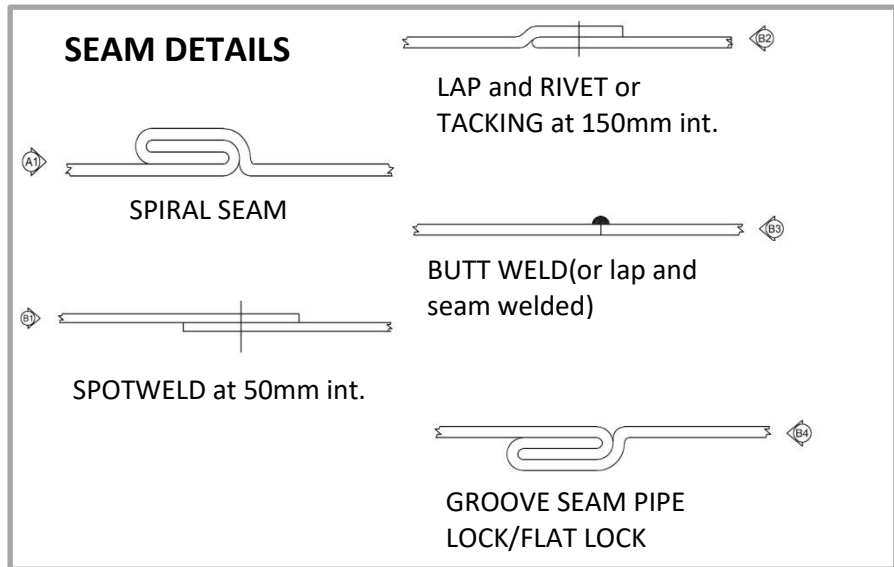 SEAM DETAILS
B2
LAP and RIVET or
TACKING at 150mm int.
A1
SPIRAL SEAM
B3
BUTT WELD(or lap and
seam welded)
B1
SPOTWELD at 50mm int.
B4
GROOVE SEAM PIPE
LOCK/FLAT LOCK